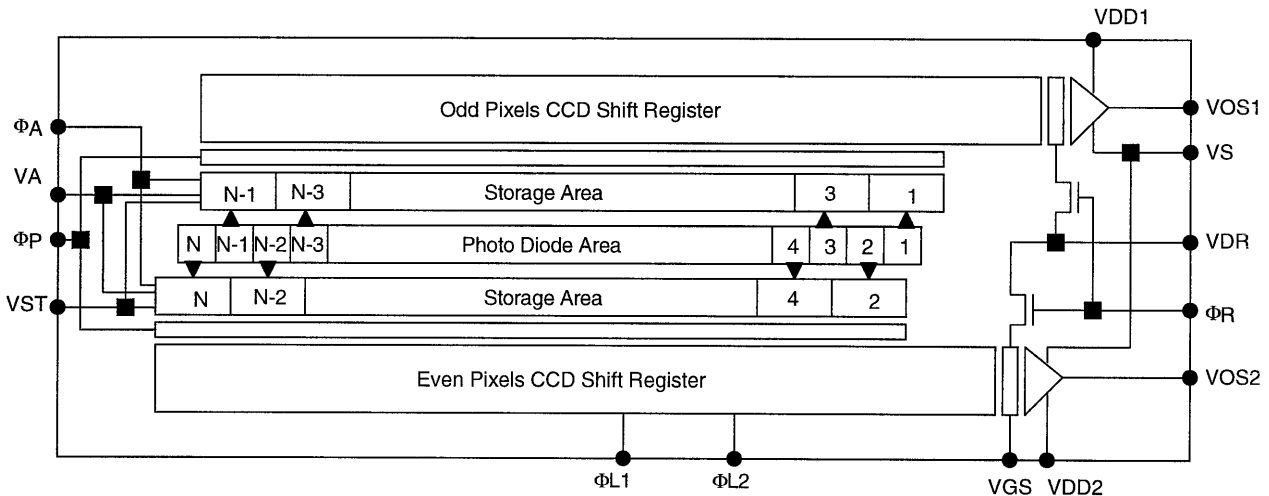 VDD1
Odd Pixels CCD Shift Register
VOS1
ΦA
VS
VA
N-1 N-3 Storage Area 3 1
ΦP
N N-1 N-2 N-3 Photo Diode Area 4 3 2 1
VDR
VST
N N-2 Storage Area 4 2
ΦR
Even Pixels CCD Shift Register
VOS2
ΦL1 ΦL2 VGS VDD2